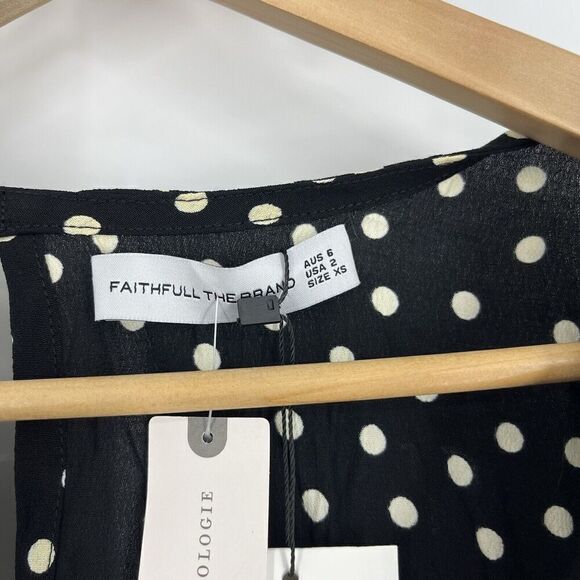 FAITHFULL THE BRAND
AUS 6
USA 2
SIZE XS
OLOGIE